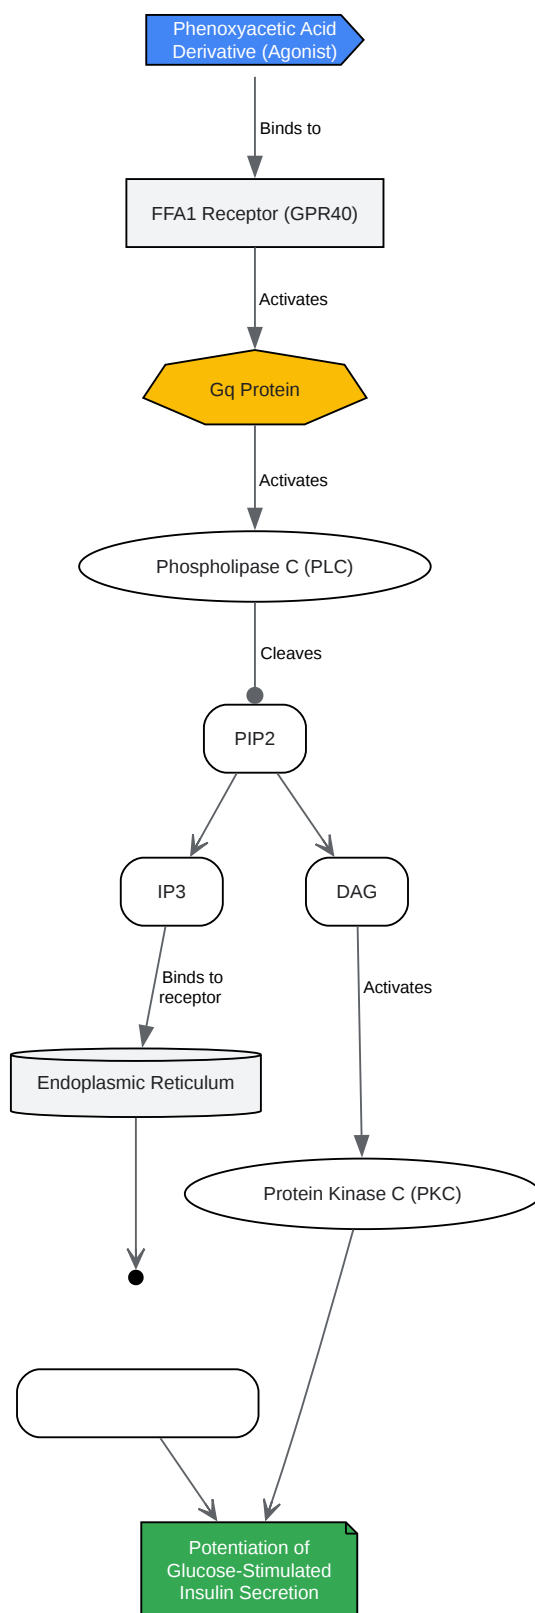 Phenoxyacetic Acid
Derivative (Agonist)
Binds to
FFA1 Receptor (GPR40)
Activates
Gq Protein
Activates
Phospholipase C (PLC)
Cleaves
PIP2
IP3
DAG
Binds to
receptor
Activates
Endoplasmic Reticulum
Protein Kinase C (PKC)
Potentiation of
Glucose-Stimulated
Insulin Secretion